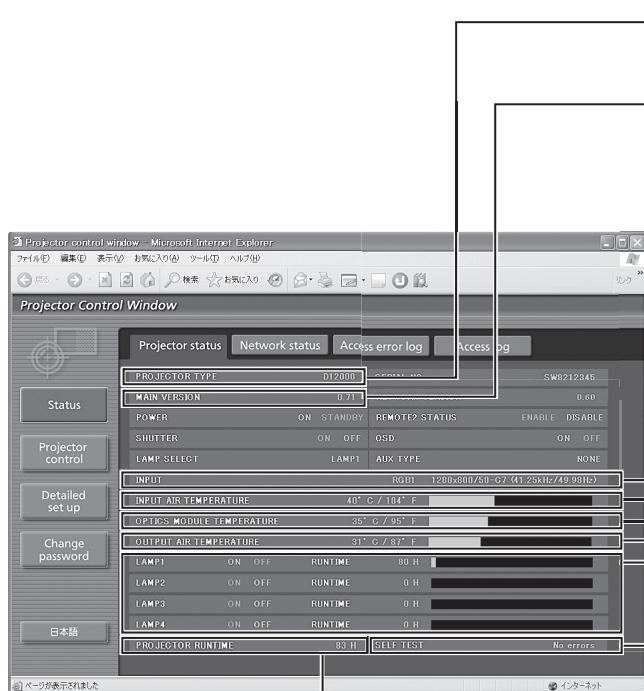 Projector control window - Microsoft Internet Explorer
ファイル(F) 編集(E) 表示(V) お気に入り(A) ツール(T) ヘルプ(H)
戻る 検索 お気に入り リンク »
Projector Control Window
Projector status Network status Access error log Access log
Status
Projector control
Detailed set up
Change password
日本語
PROJECTOR TYPE D12000 SERIAL NO SW8212345
MAIN VERSION 0.71 0.60
POWER ON STANDBY REMOTE2 STATUS ENABLE DISABLE
SHUTTER ON OFF OSD ON OFF
LAMP SELECT LAMP1 AUX TYPE NONE
INPUT RGB1 1280x800/50-G7 (41.25kHz/49.98Hz)
INPUT AIR TEMPERATURE 40° C / 104° F
OPTICS MODULE TEMPERATURE 35° C / 95° F
OUTPUT AIR TEMPERATURE 31° C / 87° F
LAMP1 ON OFF RUNTIME 80 H
LAMP2 ON OFF RUNTIME 0 H
LAMP3 ON OFF RUNTIME 0 H
LAMP4 ON OFF RUNTIME 0 H
PROJECTOR RUNTIME 83 H SELF TEST No errors
ページが表示されました インターネット